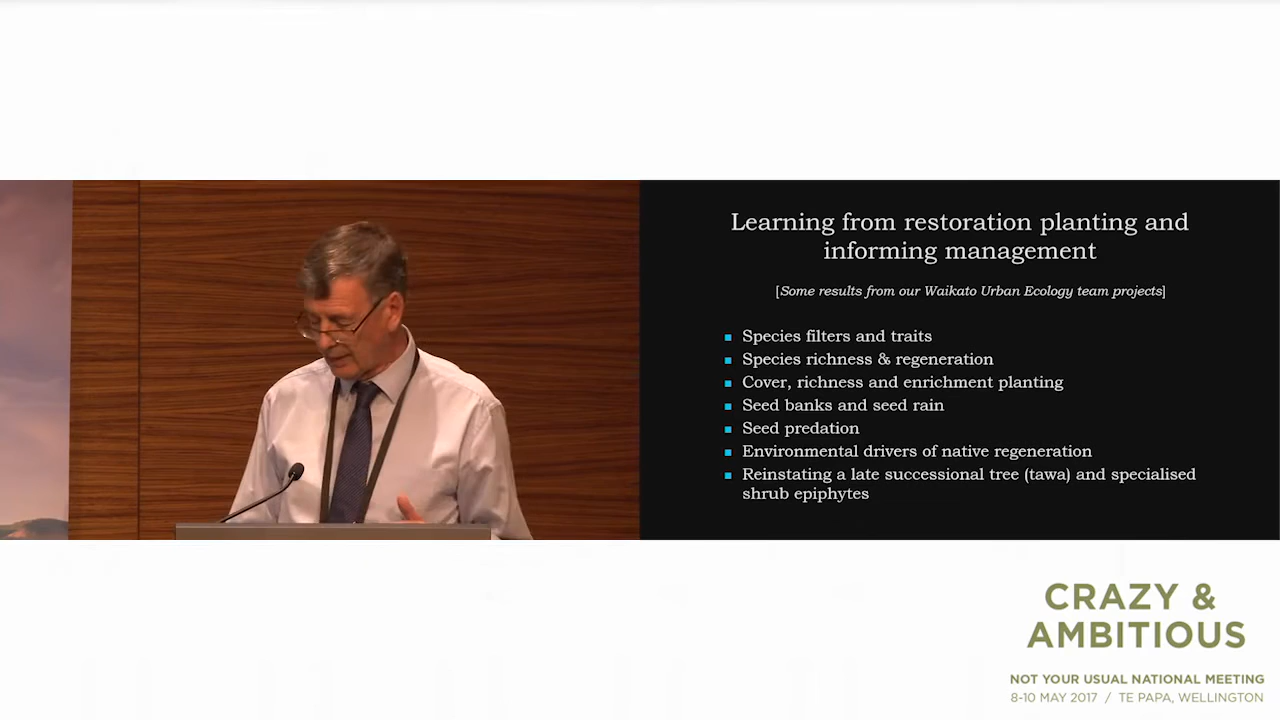 Learning from restoration planting and
informing management
[Some results from our Waikato Urban Ecology team projects]
Species filters and traits
Species richness & regeneration
Cover, richness and enrichment planting
Seed banks and seed rain
Seed predation
Environmental drivers of native regeneration
Reinstating a late successional tree (tawa) and specialised
shrub epiphytes
CRAZY &
AMBITIOUS
NOT YOUR USUAL NATIONAL MEETING
8-10 MAY 2017 / TE PAPA, WELLINGTON